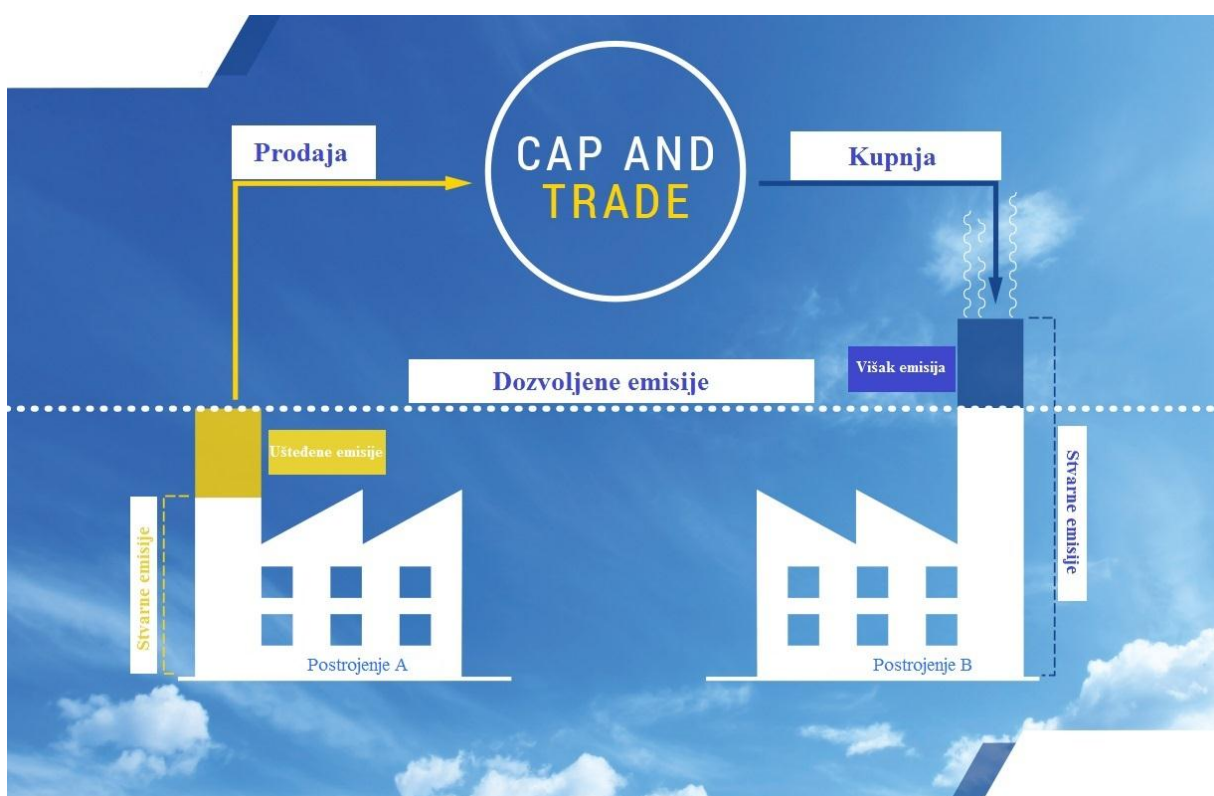 Prodaja
CAP AND
TRADE
Kupnja
Dozvoljene emisije
Višak emisija
Ušteđene emisije
Stvarne emisije
Stvarne emisije
Postrojenje A
Postrojenje B